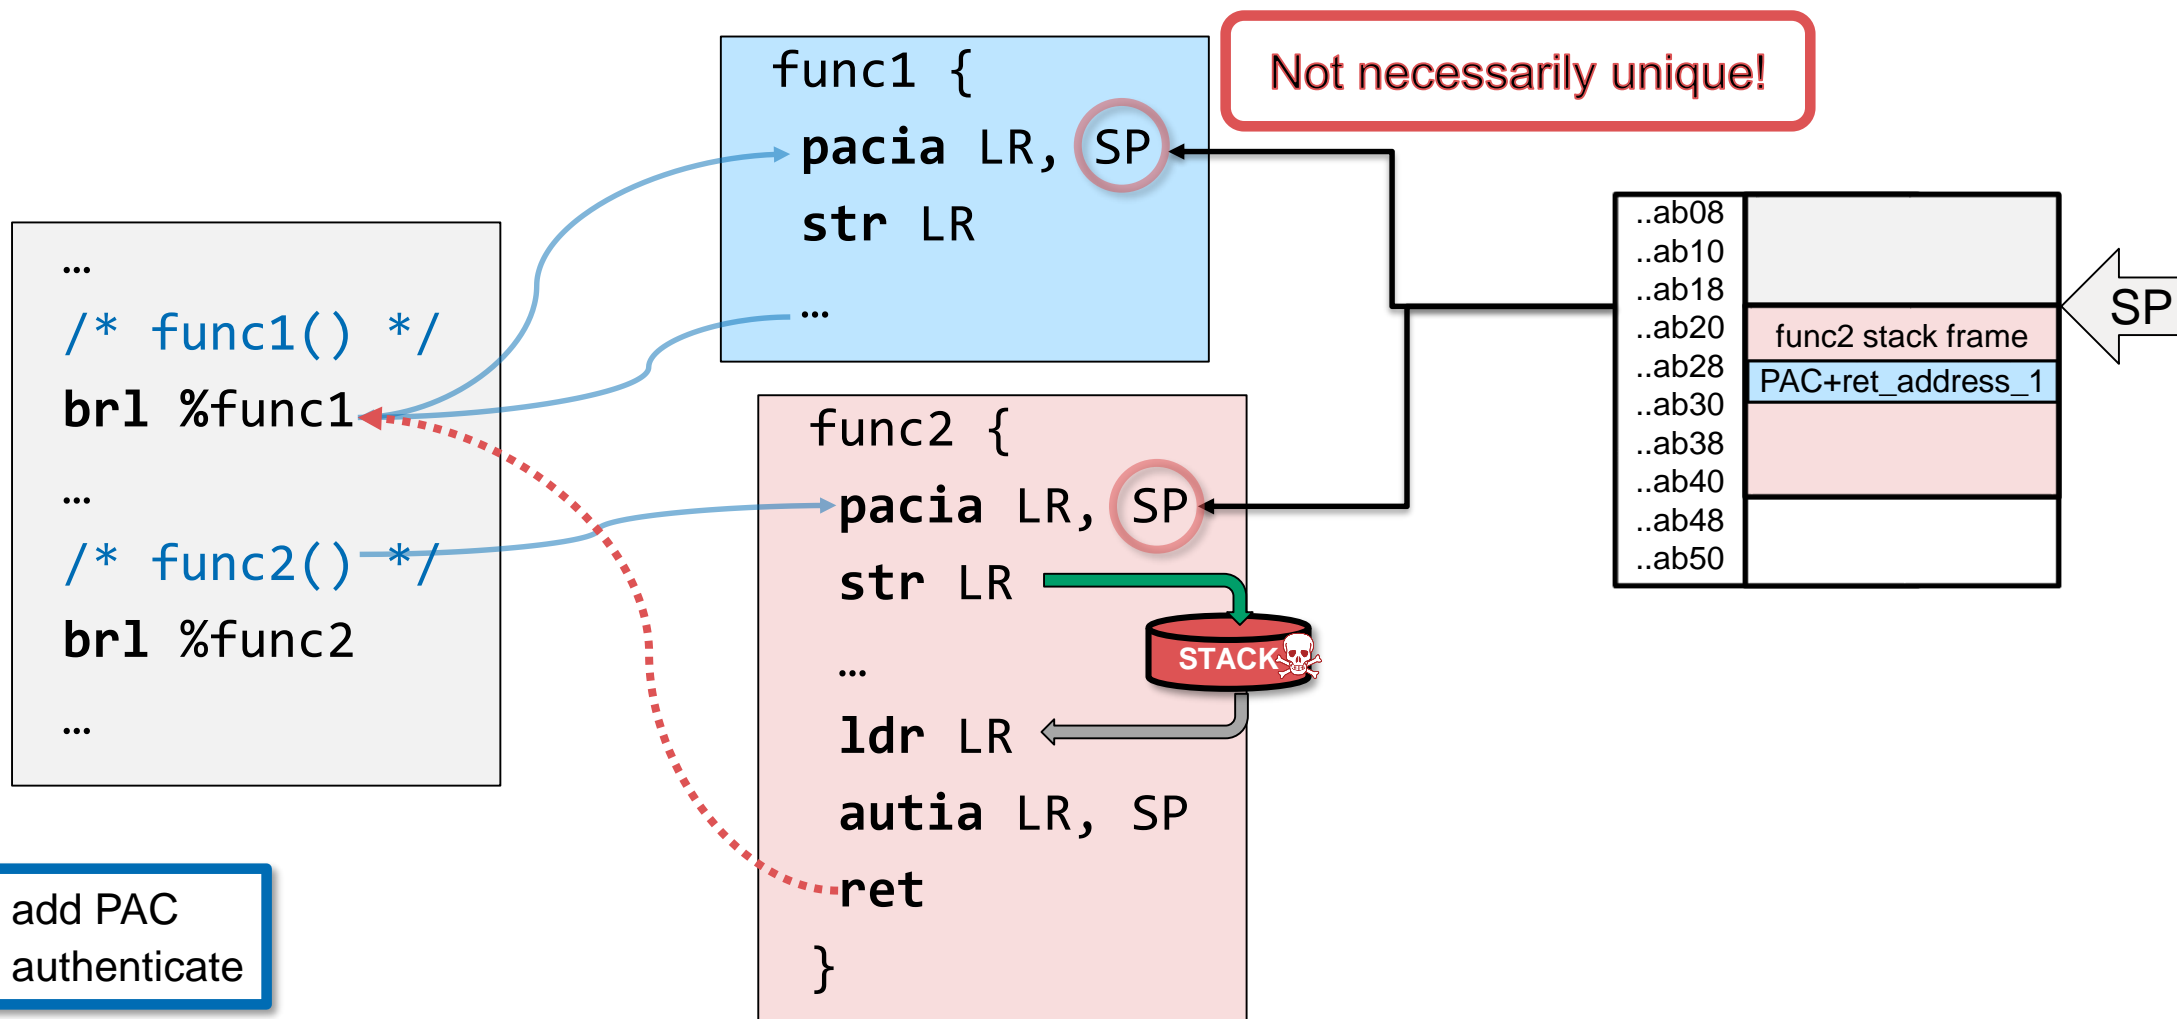 Not necessarily unique!
func1 {
pacia LR, SP
str LR
…
…
/* func1() */
brl %func1
…
/* func2() */
brl %func2
…
func2 {
pacia LR, SP
str LR
…
ldr LR
autia LR, SP
ret
}
STACK
..ab08
..ab10
..ab18
..ab20
..ab28
..ab30
..ab38
..ab40
..ab48
..ab50
func2 stack frame
PAC+ret_address_1
SP
add PAC
authenticate